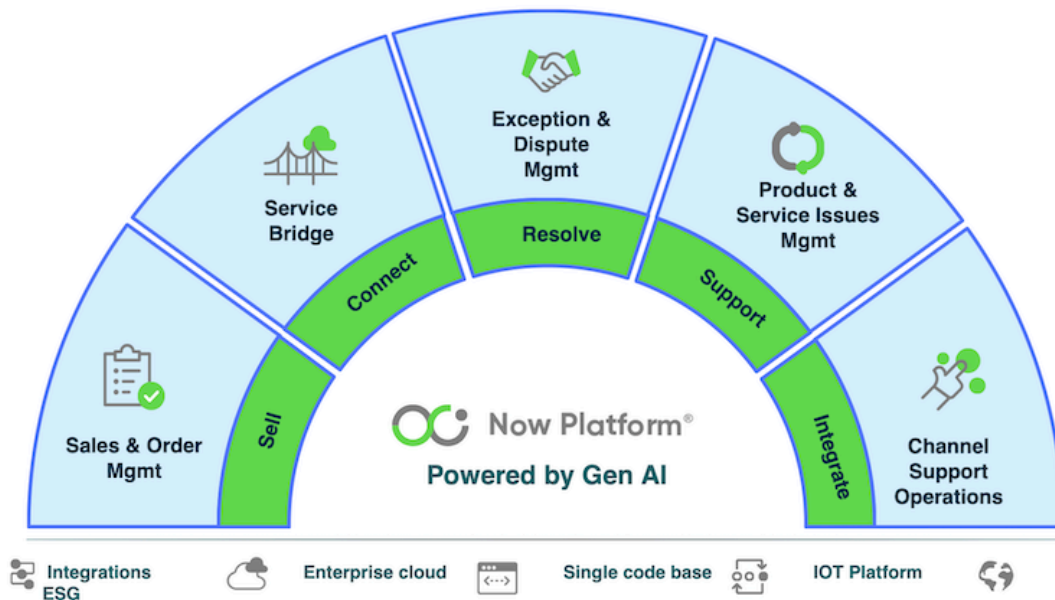 Exception &
Dispute
Mgmt
Service
Bridge
Product &
Service Issues
Mgmt
Sales & Order
Mgmt
Channel
Support
Operations
Sell
Connect
Resolve
Support
Integrate
Now Platform®
Powered by Gen AI
Integrations
ESG
Enterprise cloud
Single code base
IOT Platform